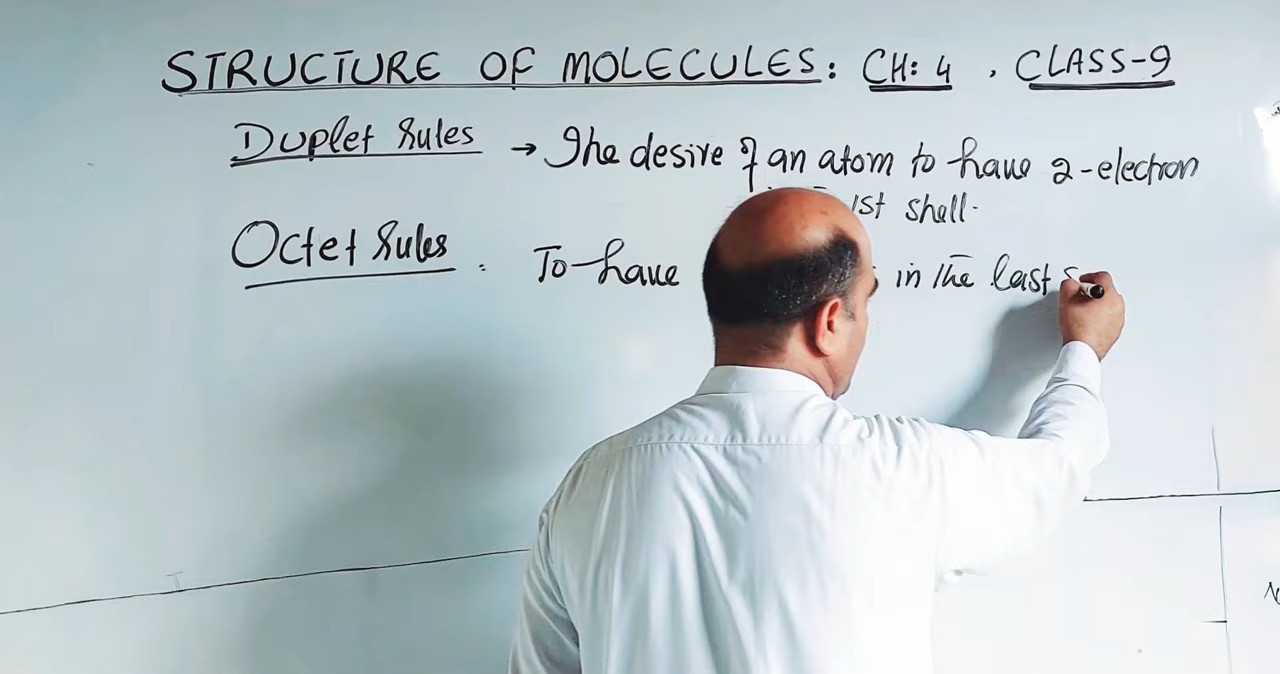 STRUCTURE OF MOLECULES: CH: 4 , CLASS-9
Duplet Rules → The desire of an atom to have 2-electron
1st shell.
Octet Rules : To have in the last s